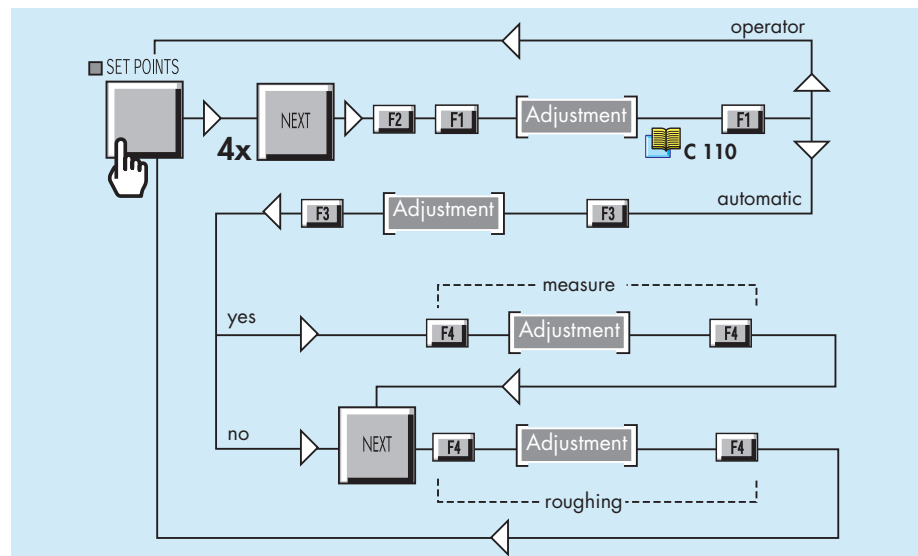 operator
SET POINTS
4x NEXT F2 F1 Adjustment C 110 F1
automatic
F3 Adjustment F3
measure
yes F4 Adjustment F4
no NEXT F4 Adjustment F4
roughing